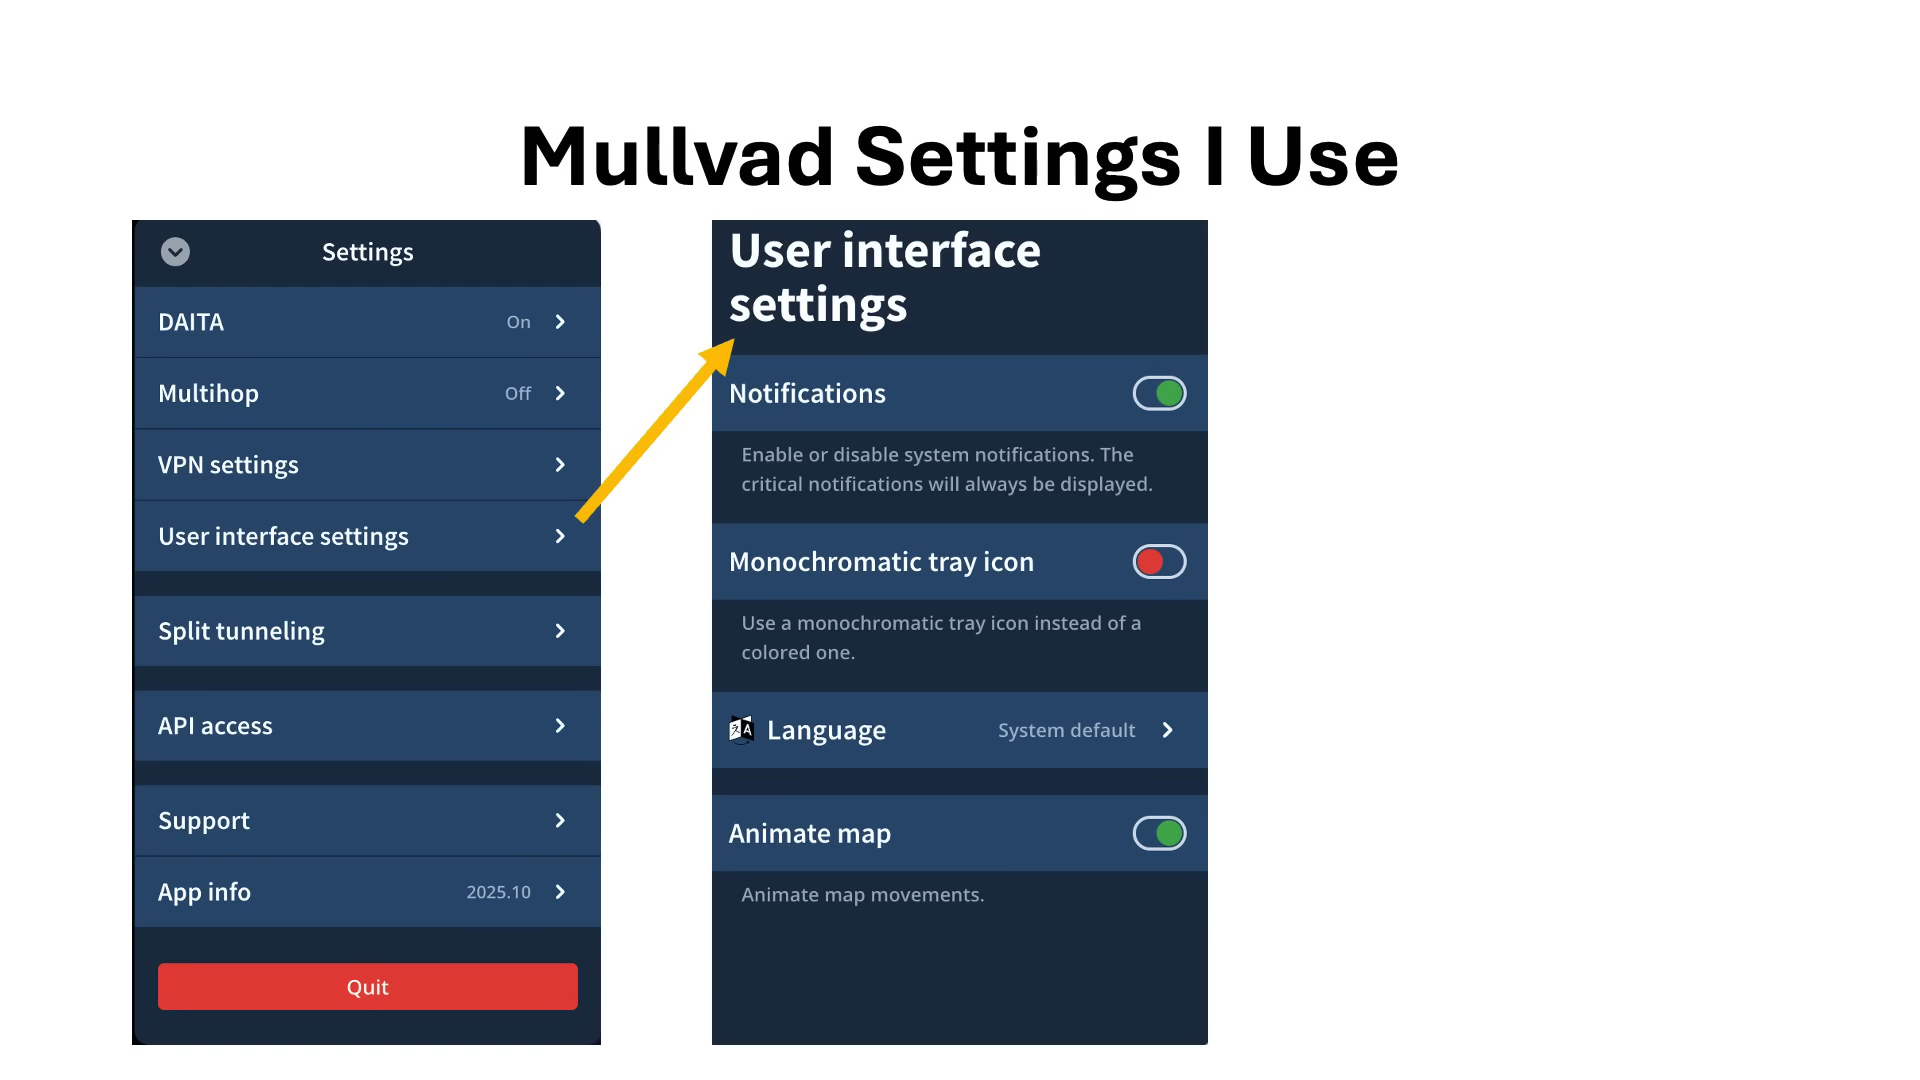 Mullvad Settings I Use
Settings
DAITA On
Multihop Off
VPN settings
User interface settings
Split tunneling
API access
Support
App info 2025.10
Quit
User interface
settings
Notifications
Enable or disable system notifications. The
critical notifications will always be displayed.
Monochromatic tray icon
Use a monochromatic tray icon instead of a
colored one.
Language System default
Animate map
Animate map movements.